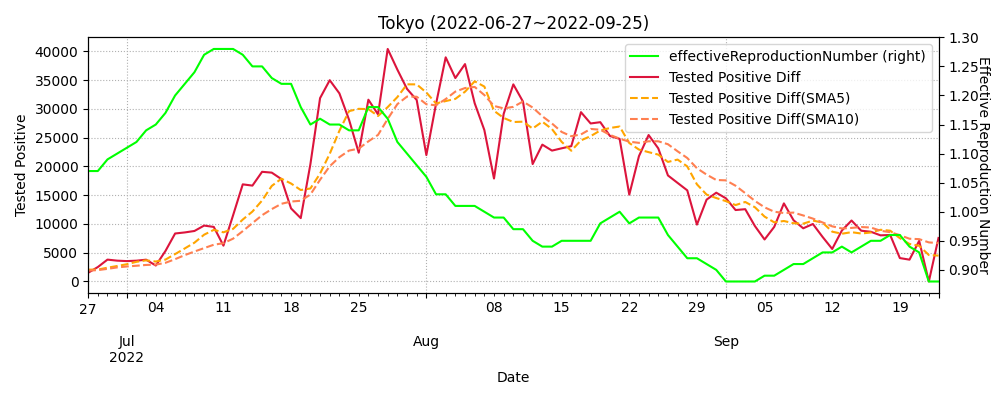 Tokyo (2022-06-27~2022-09-25)
effectiveReproductionNumber (right)
Tested Positive Diff
Tested Positive Diff(SMA5)
Tested Positive Diff(SMA10)
Tested Positive
40000
35000
30000
25000
20000
15000
10000
5000
0
1.30
1.25
1.20
1.15
1.10
1.05
1.00
0.95
0.90
Effective Reproduction Number
27 04 11 18 25 08 15 22 29 05 12 19
Jul Aug Sep
2022
Date